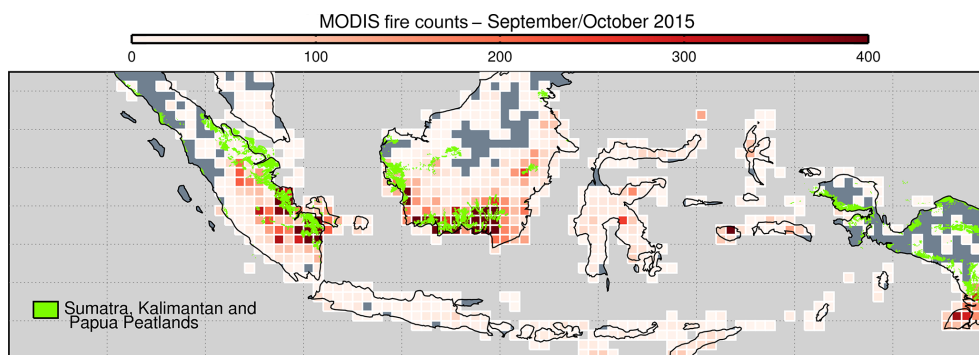 MODIS fire counts – September/October 2015
0 100 200 300 400
Sumatra, Kalimantan and
Papua Peatlands